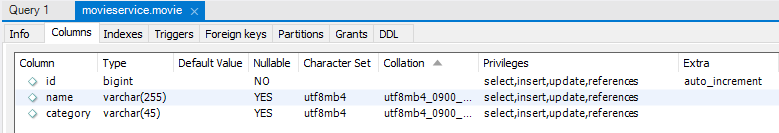 Query 1 movieservice.movie
Info Columns Indexes Triggers Foreign keys Partitions Grants DDL
Column Type Default Value Nullable Character Set Collation Privileges Extra
id bigint NO select,insert,update,references auto_increment
name varchar(255) YES utf8mb4 utf8mb4_0900_... select,insert,update,references
category varchar(45) YES utf8mb4 utf8mb4_0900_... select,insert,update,references